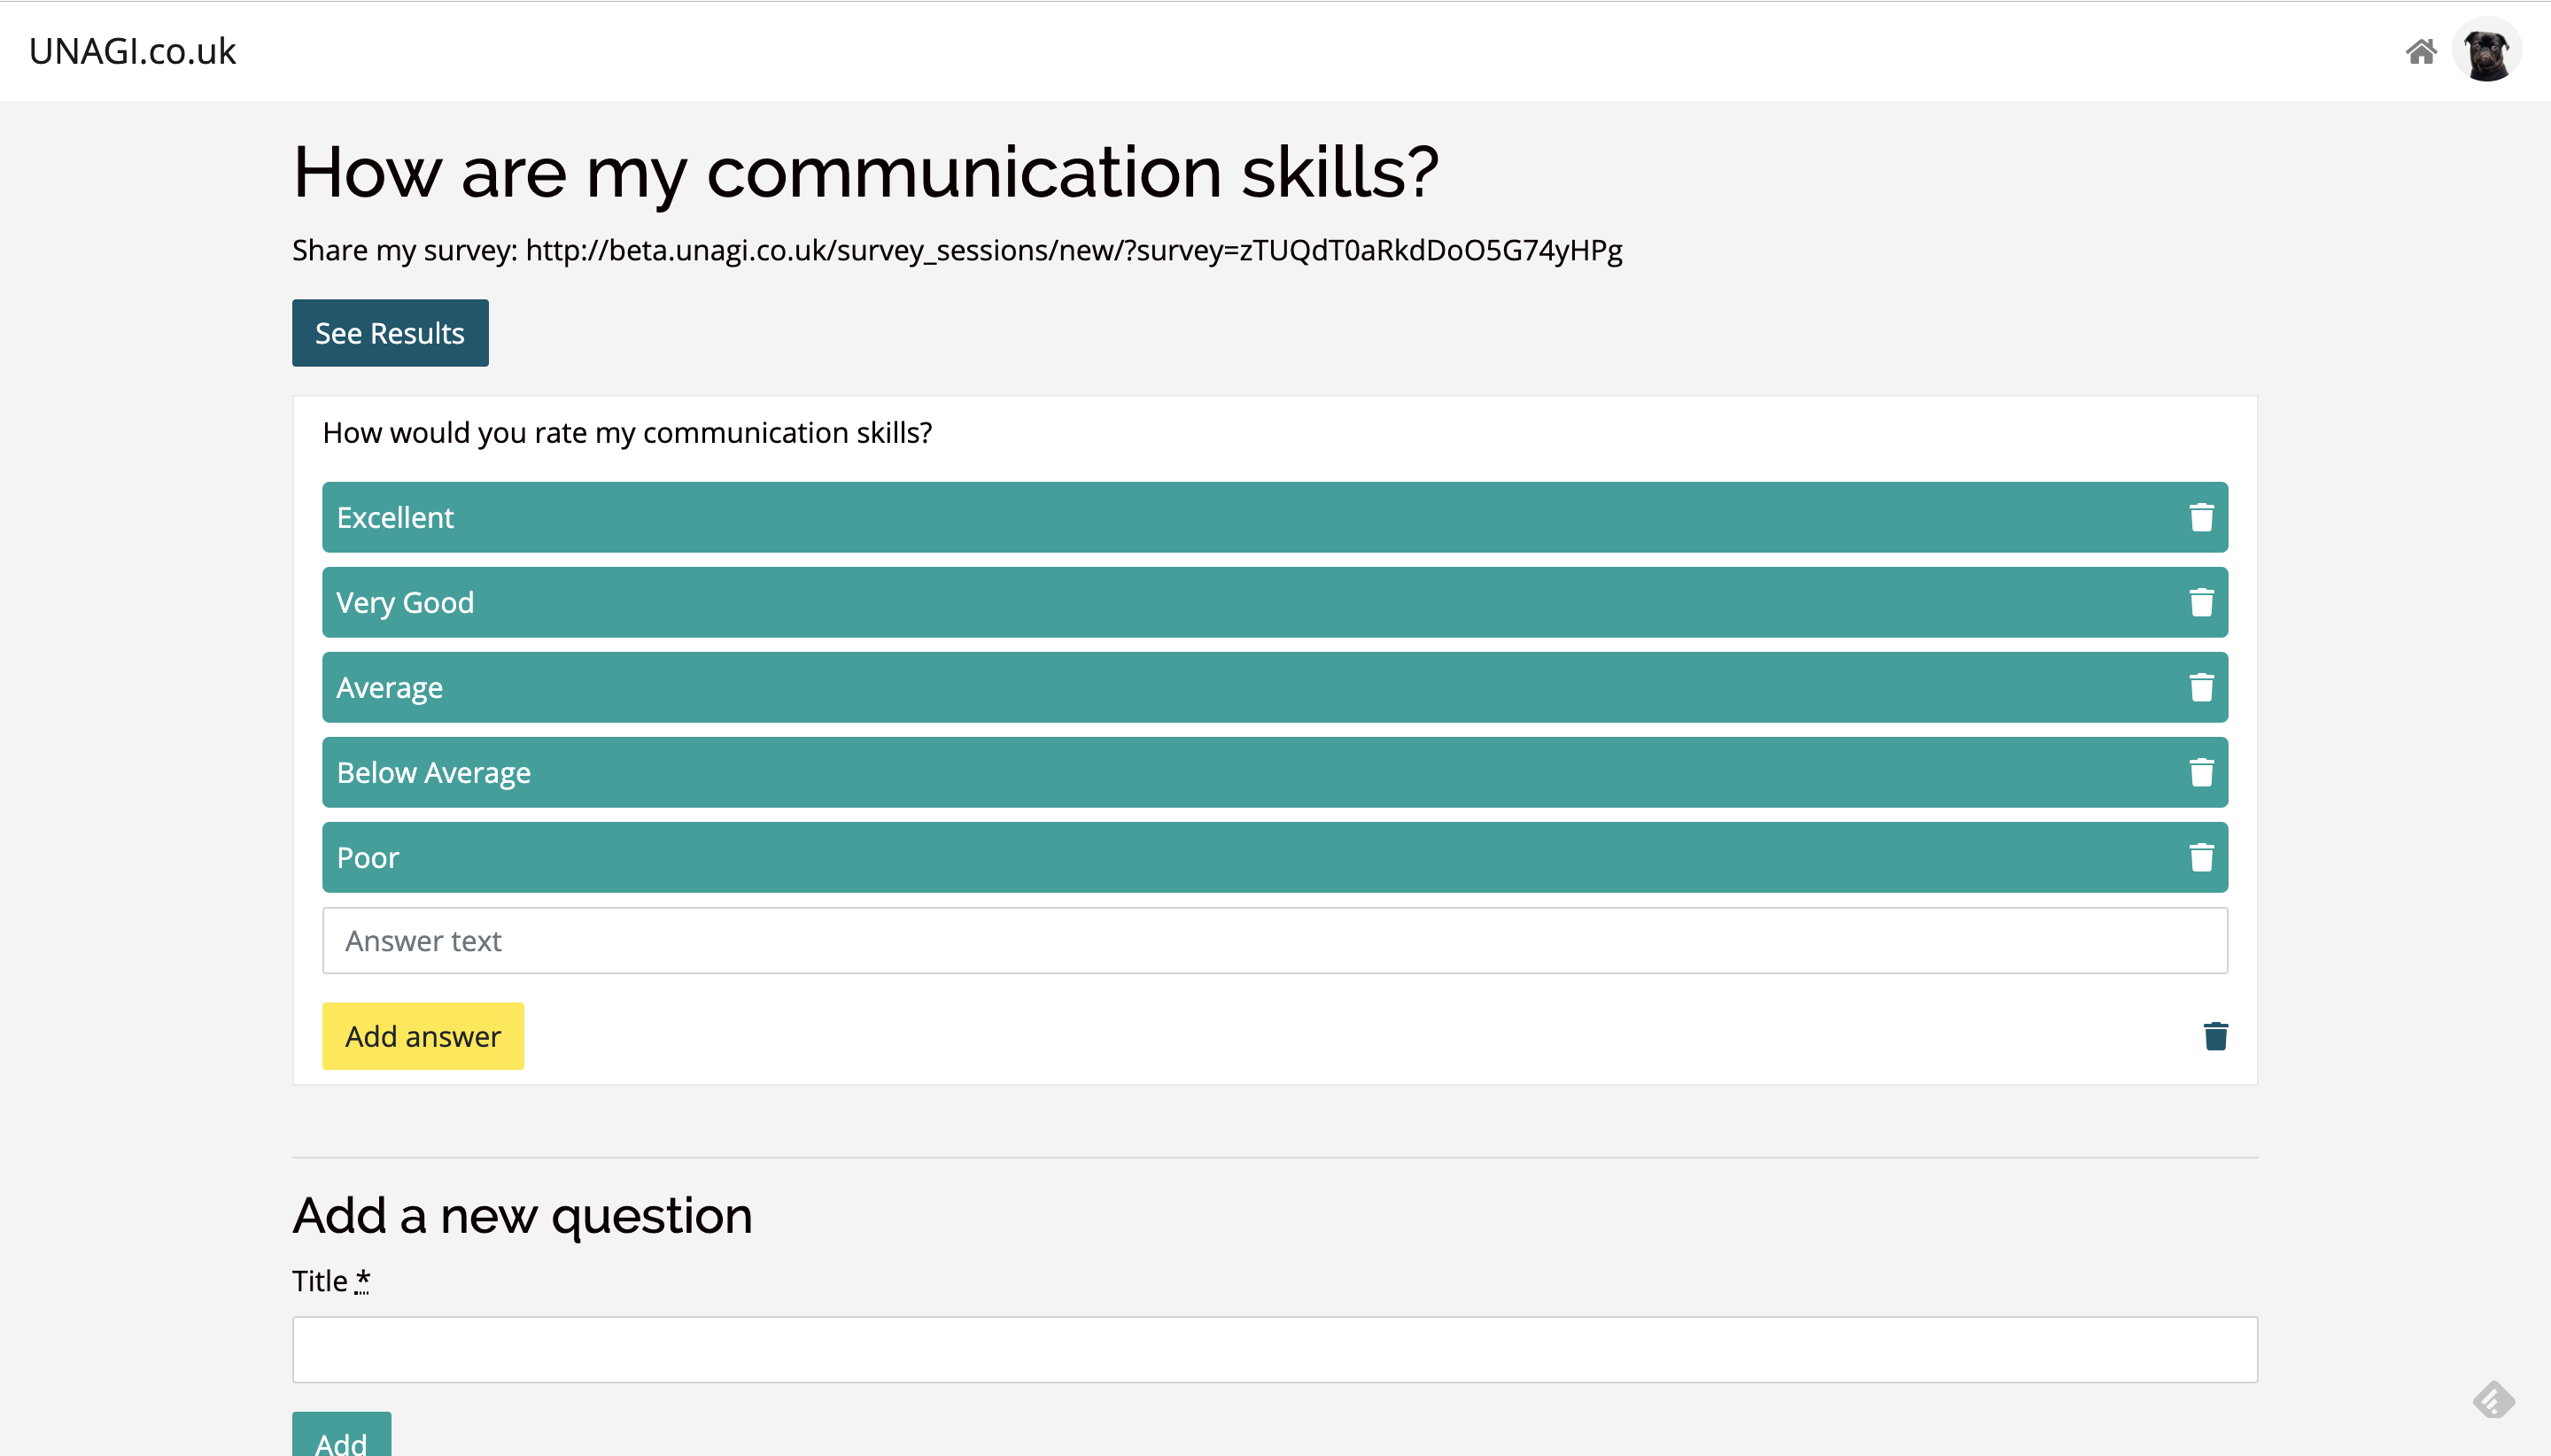 UNAGI.co.uk
How are my communication skills?
Share my survey: http://beta.unagi.co.uk/survey_sessions/new/?survey=zTUQdT0aRkdDoO5G74yHPg
See Results
How would you rate my communication skills?
Excellent
Very Good
Average
Below Average
Poor
Answer text
Add answer
Add a new question
Title *
Add